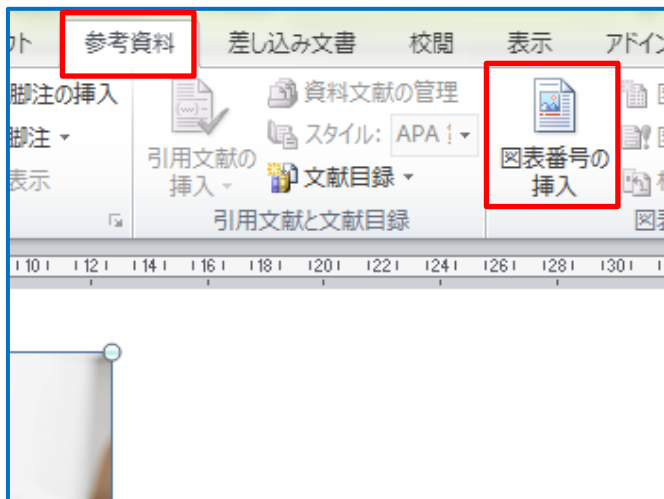 参考資料 差し込み文書 校閲 表示 アドイン
脚注の挿入
脚注
表示
引用文献の
挿入
資料文献の管理
スタイル: APA
文献目録
引用文献と文献目録
図表番号の
挿入
図表
10 12 14 16 18 20 22 24 26 28 30